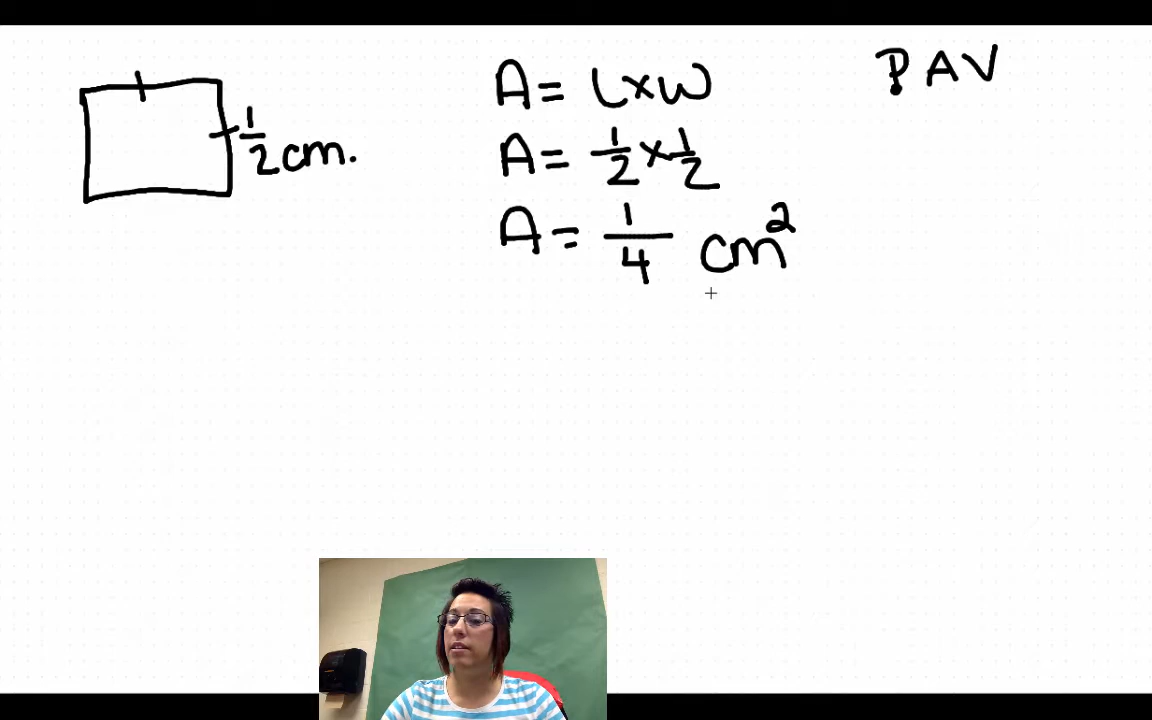 1/2 cm.
A = L x W
A = 1/2 x 1/2
A = 1/4 cm²
P A V